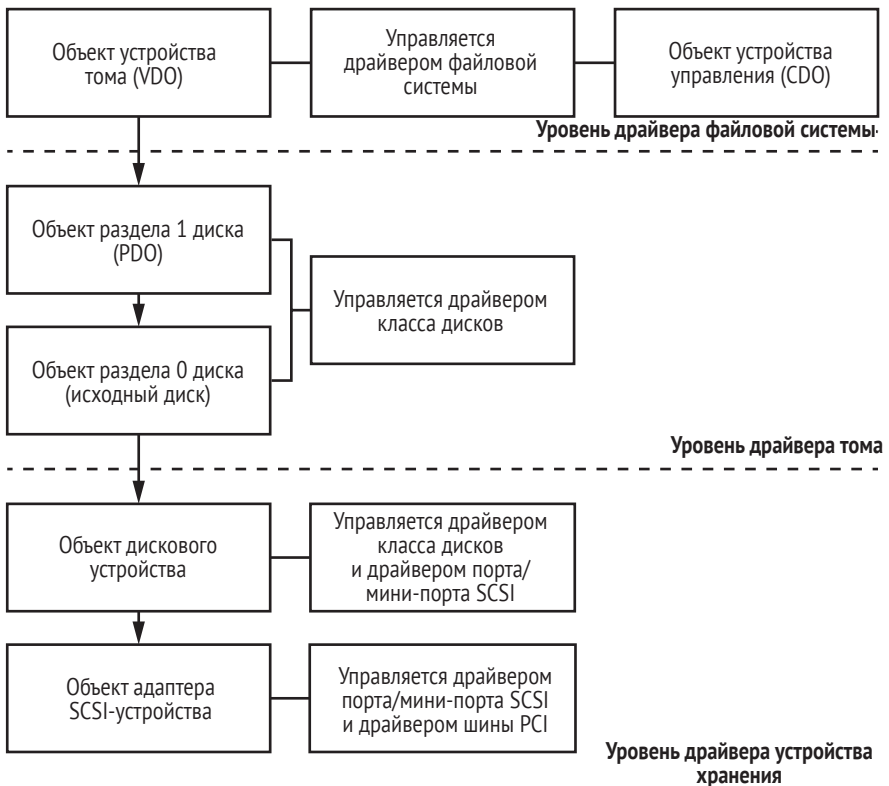 Объект устройства
тома (VDO)
Управляется
драйвером файловой
системы
Объект устройства
управления (CDO)
Уровень драйвера файловой системы
Объект раздела 1 диска
(PDO)
Управляется драйвером
класса дисков
Объект раздела 0 диска
(исходный диск)
Уровень драйвера тома
Объект дискового
устройства
Управляется драйвером
класса дисков
и драйвером порта/
мини-порта SCSI
Объект адаптера
SCSI-устройства
Управляется драйвером
порта/мини-порта SCSI
и драйвером шины PCI
Уровень драйвера устройства
хранения